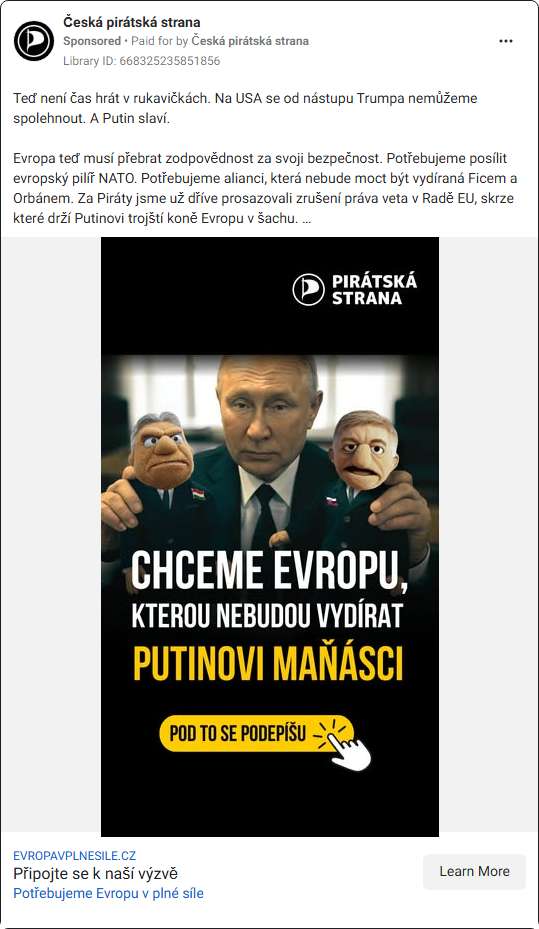 Česká pirátská strana
Sponsored • Paid for by Česká pirátská strana
Library ID: 668325235851856
Teď není čas hrát v rukavičkách. Na USA se od nástupu Trumpa nemůžeme
spolehnout. A Putin slaví.
Evropa teď musí přebrat zodpovědnost za svoji bezpečnost. Potřebujeme posílit
evropský pilíř NATO. Potřebujeme alianci, která nebude moct být vydíraná Ficem a
Orbánem. Za Piráty jsme už dříve prosazovali zrušení práva veta v Radě EU, skrze
které drží Putinovi trojští koně Evropu v šachu. ...
PIRÁTSKÁ
STRANA
CHCEME EVROPU,
KTEROU NEBUDOU VYDÍRAT
PUTINOVI MAŇÁSCI
POD TO SE PODEPÍŠU
EVROPAVPLNESILE.CZ
Připojte se k naší výzvě
Potřebujeme Evropu v plné síle
Learn More